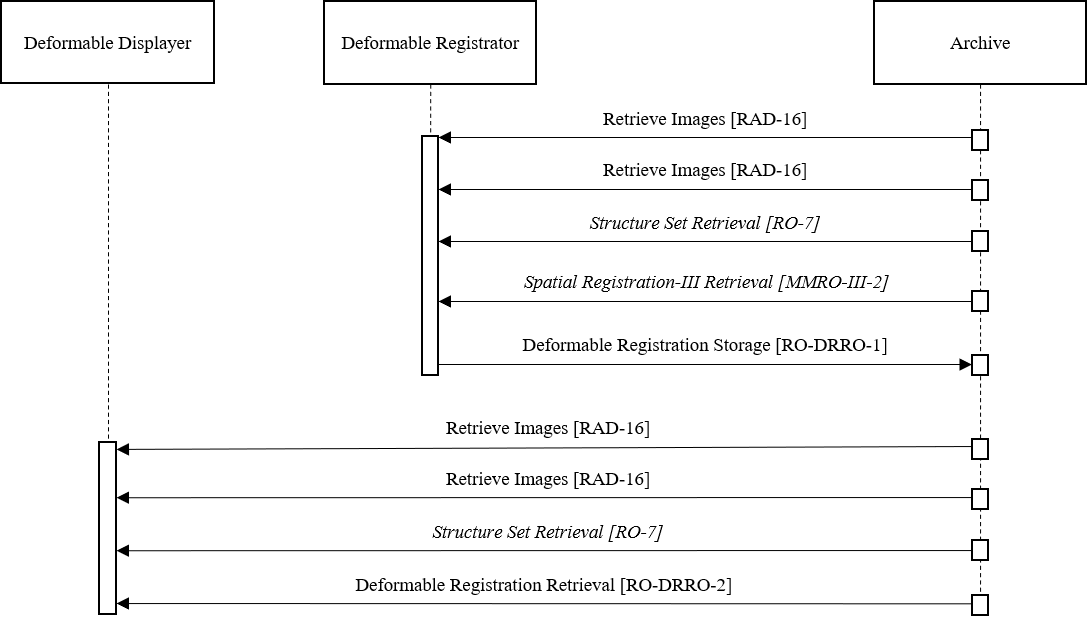 Deformable Displayer
Deformable Registrator
Archive
Retrieve Images [RAD-16]
Retrieve Images [RAD-16]
Structure Set Retrieval [RO-7]
Spatial Registration-III Retrieval [MMRO-III-2]
Deformable Registration Storage [RO-DRRO-1]
Retrieve Images [RAD-16]
Retrieve Images [RAD-16]
Structure Set Retrieval [RO-7]
Deformable Registration Retrieval [RO-DRRO-2]